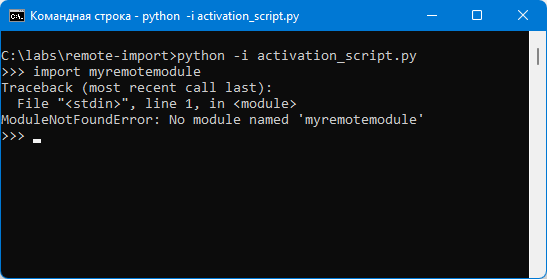 Командная строка - python -i activation_script.py
C:\labs\remote-import>python -i activation_script.py
>>> import myremotemodule
Traceback (most recent call last):
  File "<stdin>", line 1, in <module>
ModuleNotFoundError: No module named 'myremotemodule'
>>>